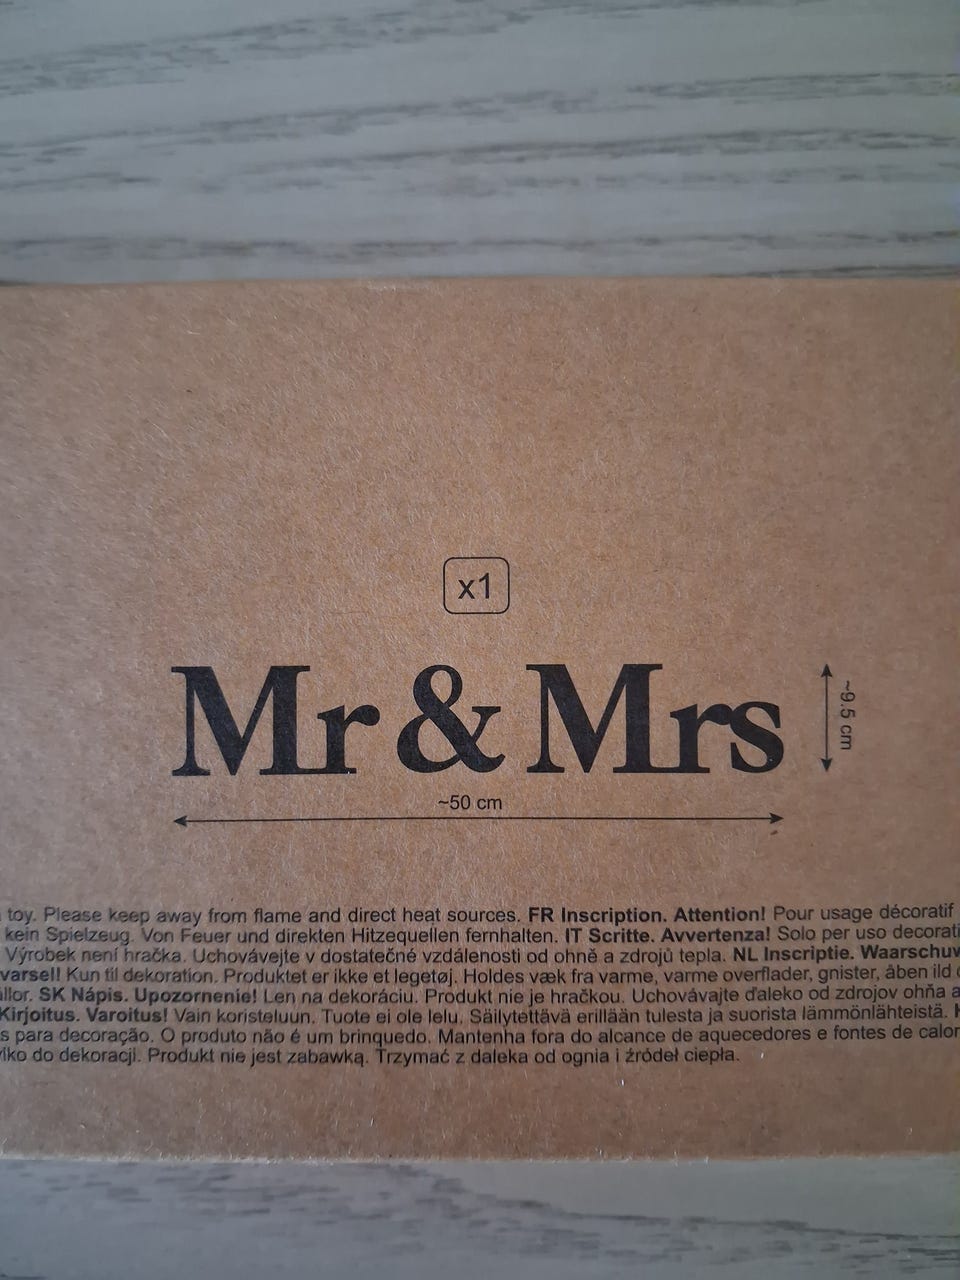 x1
Mr & Mrs
~9.5 cm
~50 cm
toy. Please keep away from flame and direct heat sources. FR Inscription. Attention! Pour usage décoratif
kein Spielzeug. Von Feuer und direkten Hitzequellen fernhalten. IT Scritte. Avvertenza! Solo per uso decorati
Výrobek není hračka. Uchovávejte v dostatečné vzdálenosti od ohně a zdrojů tepla. NL Inscriptie. Waarschuw
varsel! Kun til dekoration. Produktet er ikke et legetøj. Holdes væk fra varme, varme overflader, gnister, åben ild
llor. SK Nápis. Upozornenie! Len na dekoráciu. Produkt nie je hračkou. Uchovávajte ďaleko od zdrojov ohňa a
Kirjoitus. Varoitus! Vain koristeluun. Tuote ei ole lelu. Säilytettävä erillään tulesta ja suorista lämmönlähteistä.
s para decoração. O produto não é um brinquedo. Mantenha fora do alcance de aquecedores e fontes de calor
ylko do dekoracji. Produkt nie jest zabawką. Trzymać z daleka od ognia i źródeł ciepła.